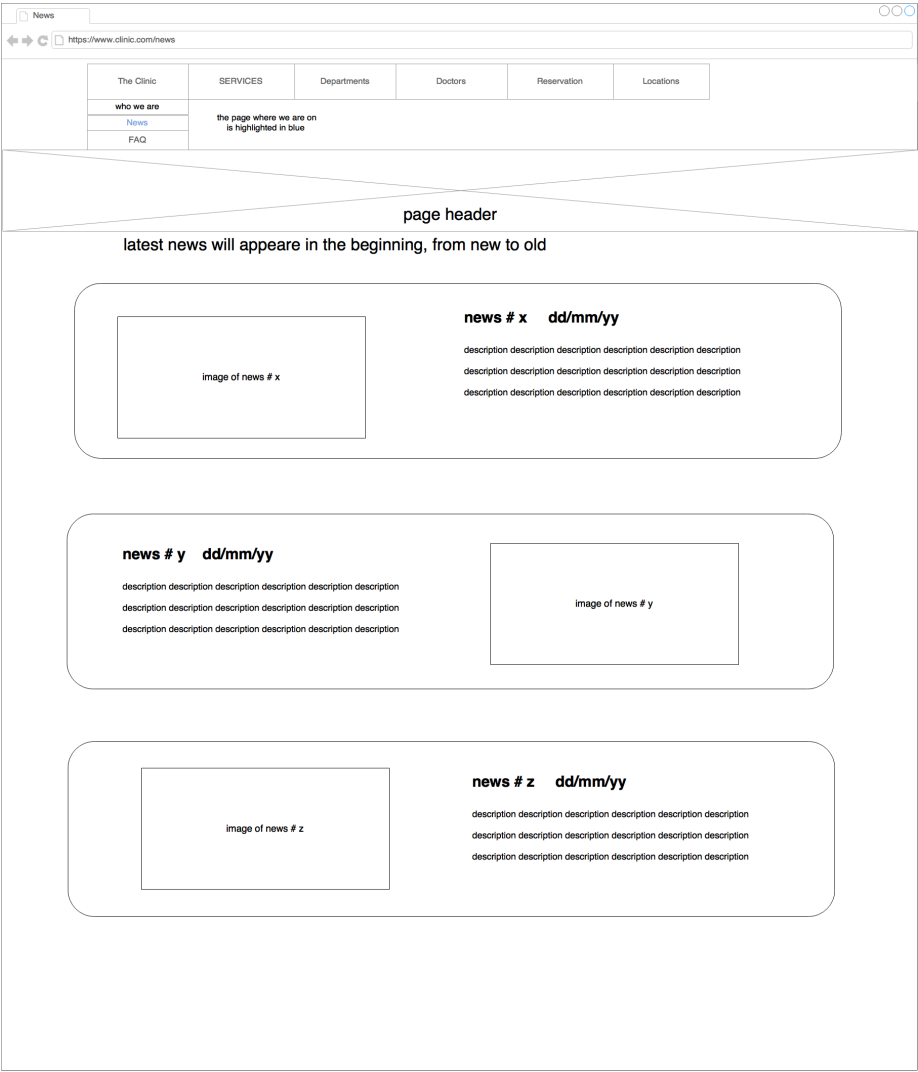 News
https://www.clinic.com/news
The Clinic SERVICES Departments Doctors Reservation Locations
who we are
News
FAQ
the page where we are on
is highlighted in blue
page header
latest news will appeare in the beginning, from new to old
image of news # x
news # x dd/mm/yy
description description description description description description
description description description description description description
description description description description description description
news # y dd/mm/yy
description description description description description description
description description description description description description
description description description description description description
image of news # y
image of news # z
news # z dd/mm/yy
description description description description description description
description description description description description description
description description description description description description